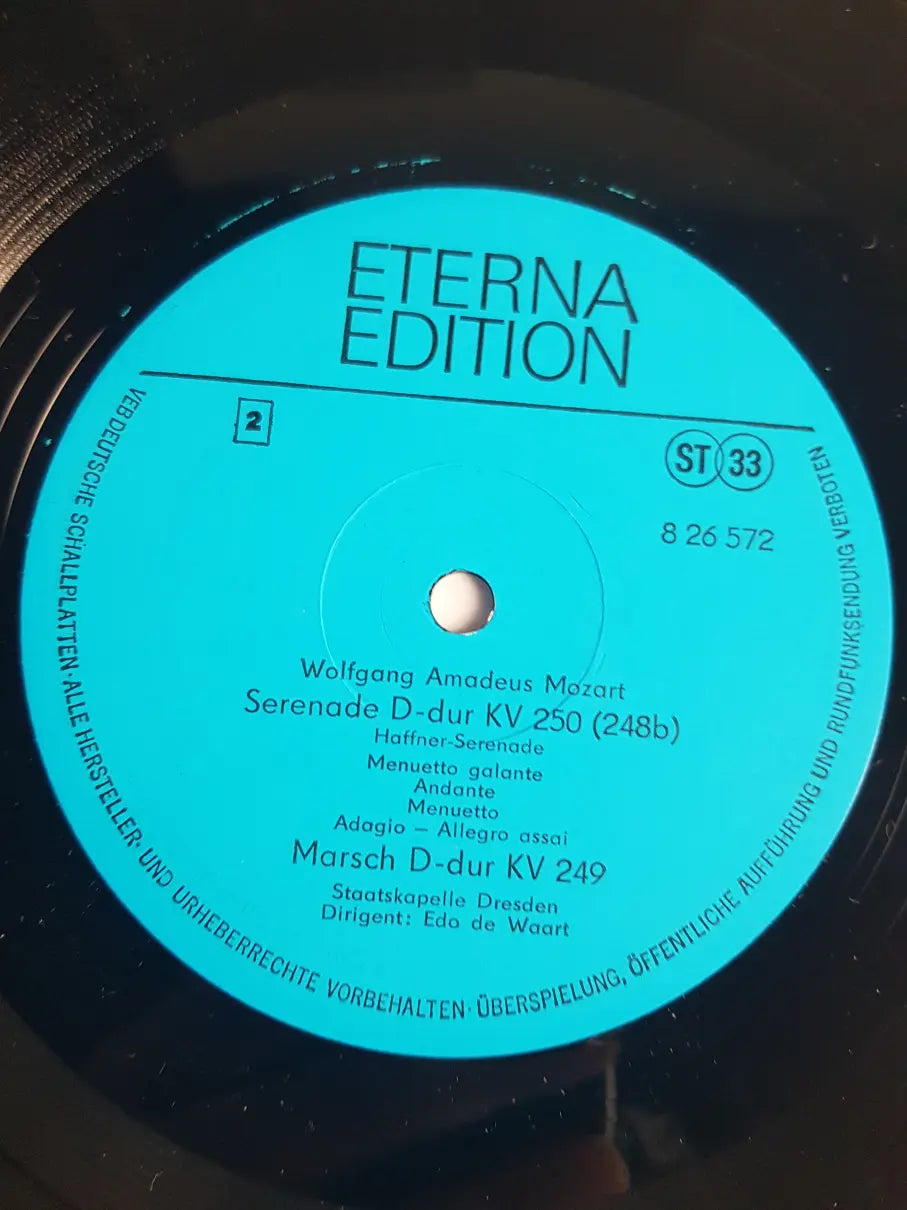 ETERNA
EDITION
2
ST 33
8 26 572
Wolfgang Amadeus Mozart
Serenade D-dur KV 250 (248b)
Haffner-Serenade
Menuetto galante
Andante
Menuetto
Adagio – Allegro assai
Marsch D-dur KV 249
Staatskapelle Dresden
Dirigent: Edo de Waart
VEB DEUTSCHE SCHALLPLATTEN · ALLE HERSTELLER- UND URHEBERRECHTE VORBEHALTEN · ÜBERSPIELUNG, ÖFFENTLICHE AUFFÜHRUNG UND RUNDFUNKSENDUNG VERBOTEN